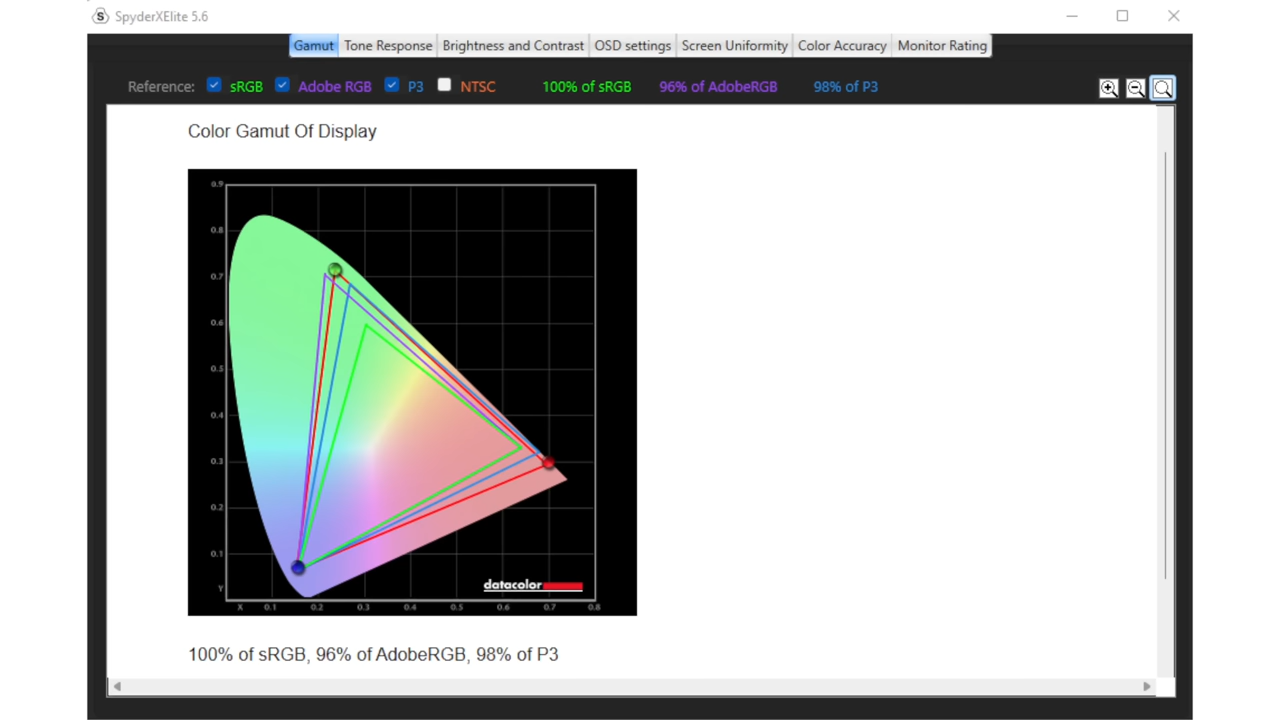 SpyderXElite 5.6
Gamut Tone Response Brightness and Contrast OSD settings Screen Uniformity Color Accuracy Monitor Rating
Reference: sRGB Adobe RGB P3 NTSC 100% of sRGB 96% of AdobeRGB 98% of P3
Color Gamut Of Display
0.9
0.8
0.7
0.6
0.5
0.4
0.3
0.2
0.1
Y
datacolor
X 0.1 0.2 0.3 0.4 0.5 0.6 0.7 0.8
100% of sRGB, 96% of AdobeRGB, 98% of P3